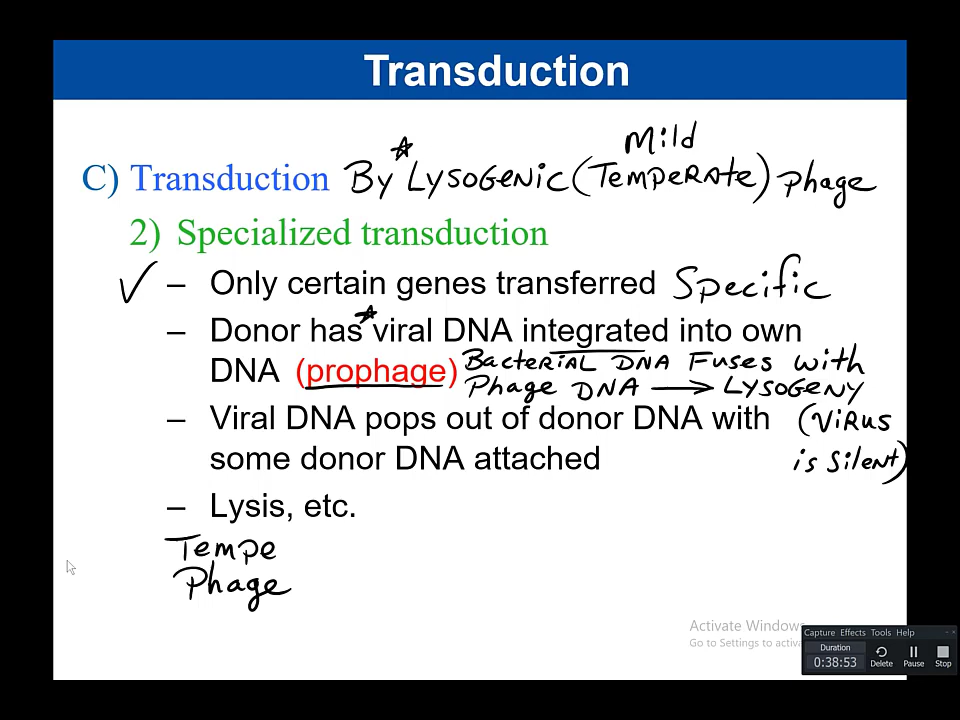 Transduction
Mild
C) Transduction By Lysogenic (Temperate) phage
2) Specialized transduction
– Only certain genes transferred Specific
– Donor has viral DNA integrated into own
DNA (prophage) Bacterial DNA Fuses with
Phage DNA → Lysogeny
– Viral DNA pops out of donor DNA with (Virus
some donor DNA attached is silent)
– Lysis, etc.
Tempe
Phage
Activate Windows
Go to Settings to activa
Capture Effects Tools Help
Duration
0:38:53 Delete Pause Stop